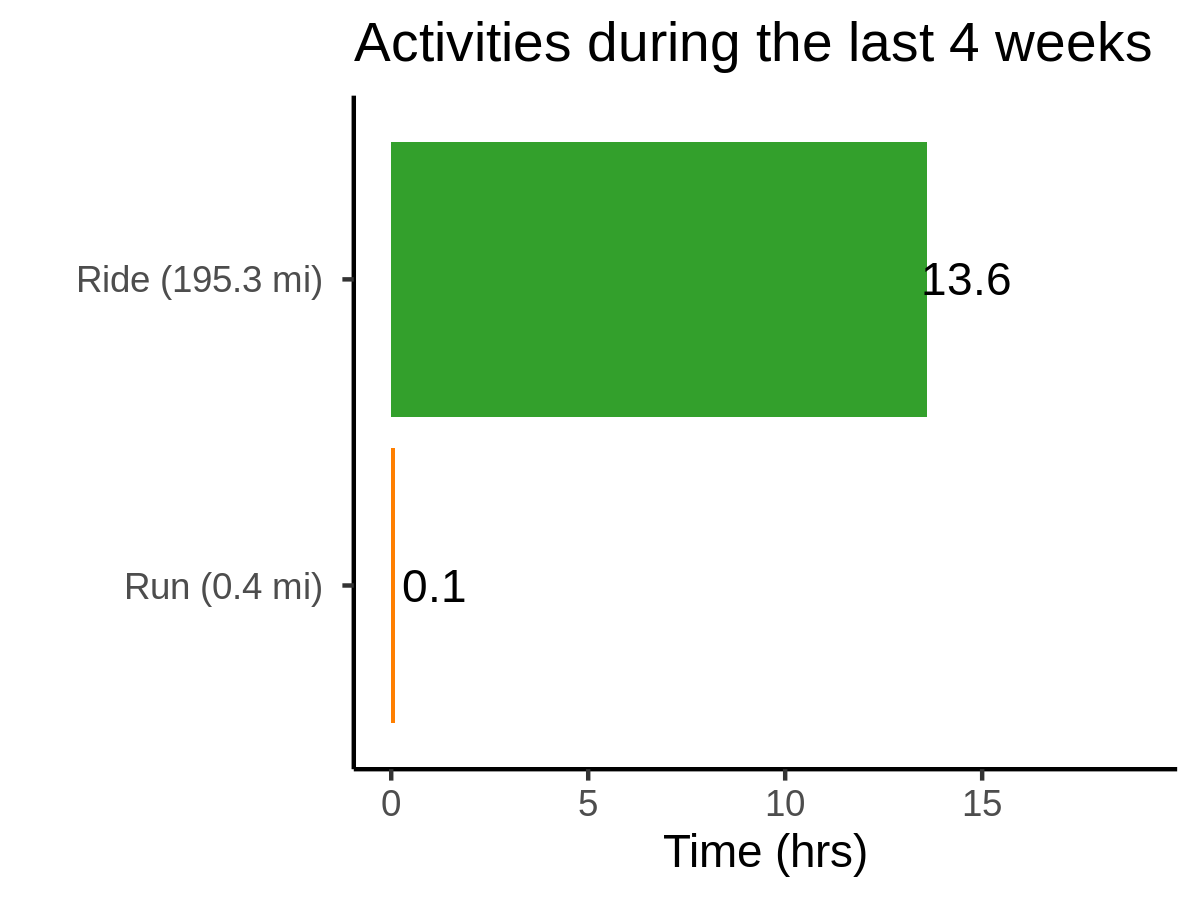 Activities during the last 4 weeks
Ride (195.3 mi)
13.6
Run (0.4 mi)
0.1
0 5 10 15
Time (hrs)